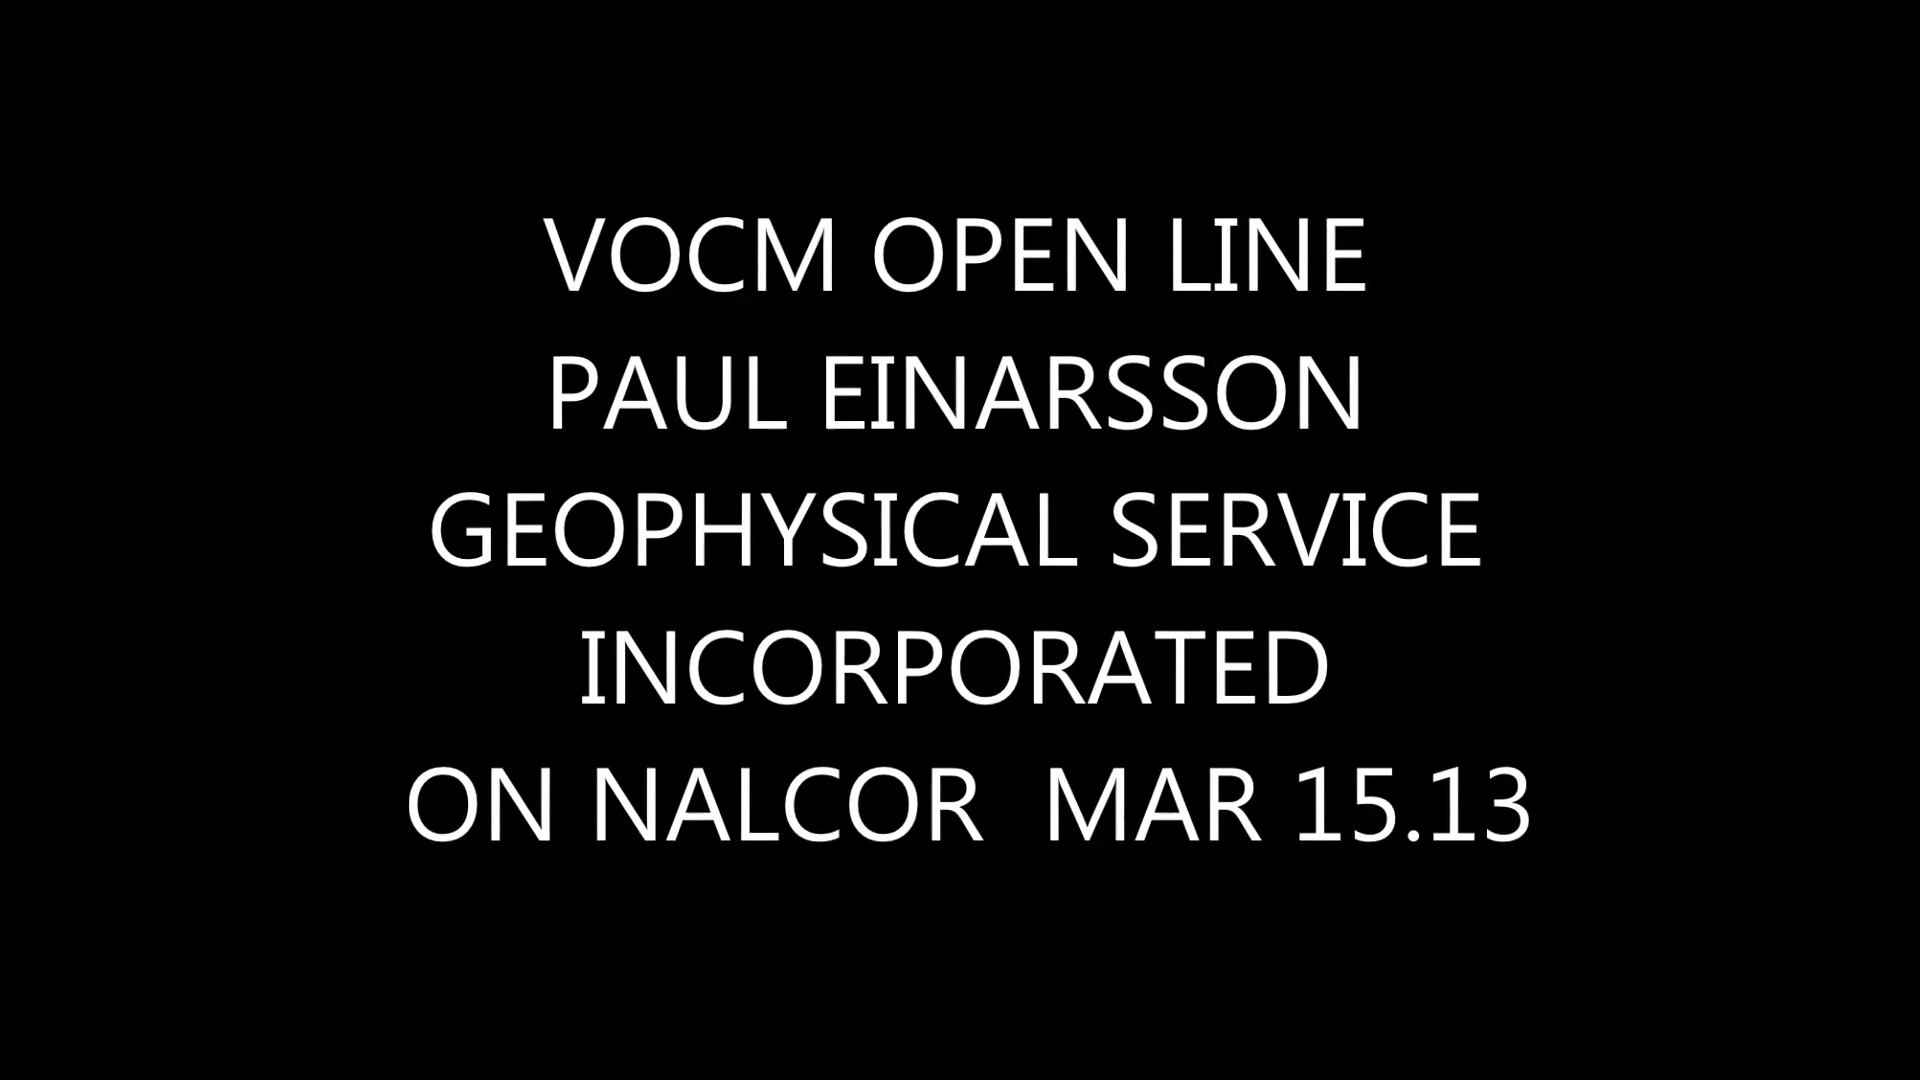 VOCM OPEN LINE
PAUL EINARSSON
GEOPHYSICAL SERVICE
INCORPORATED
ON NALCOR  MAR 15.13